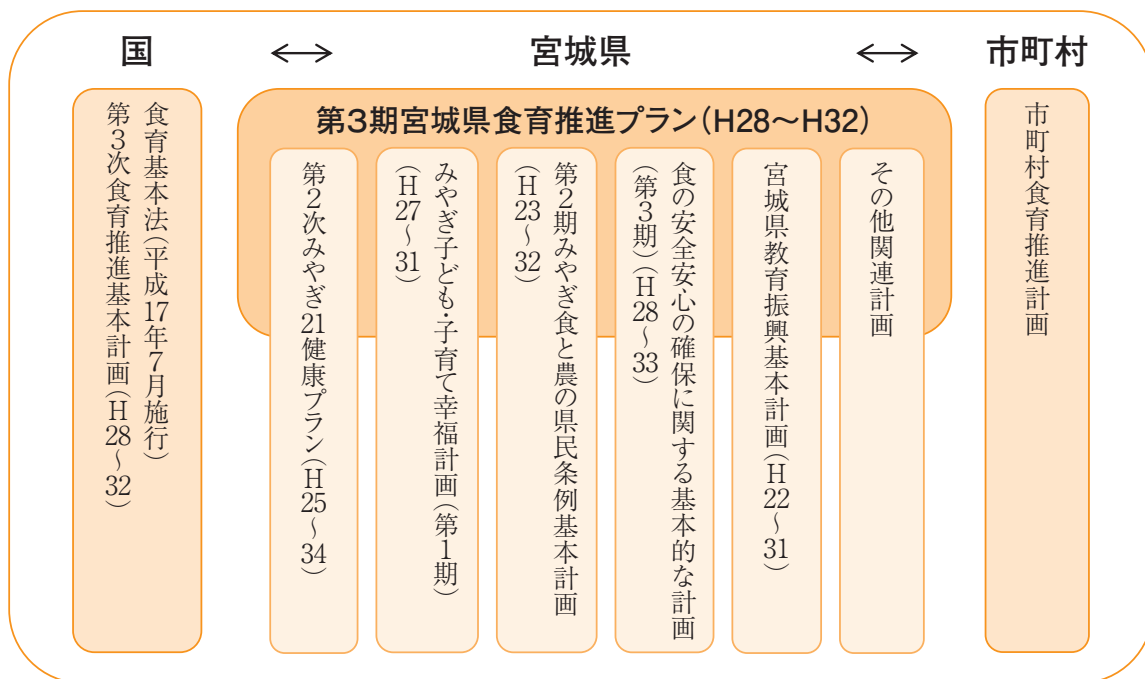 国
↔
宮城県
↔
市町村
食育基本法(平成17年7月施行)
第3次食育推進基本計画(H28〜32)
第3期宮城県食育推進プラン(H28〜H32)
第2次みやぎ21健康プラン(H25〜34)
みやぎ子ども・子育て幸福計画(第1期)
(H27〜31)
第2期みやぎ食と農の県民条例基本計画
(H23〜32)
食の安全安心の確保に関する基本的な計画
(第3期)(H28〜33)
宮城県教育振興基本計画(H22〜31)
その他関連計画
市町村食育推進計画